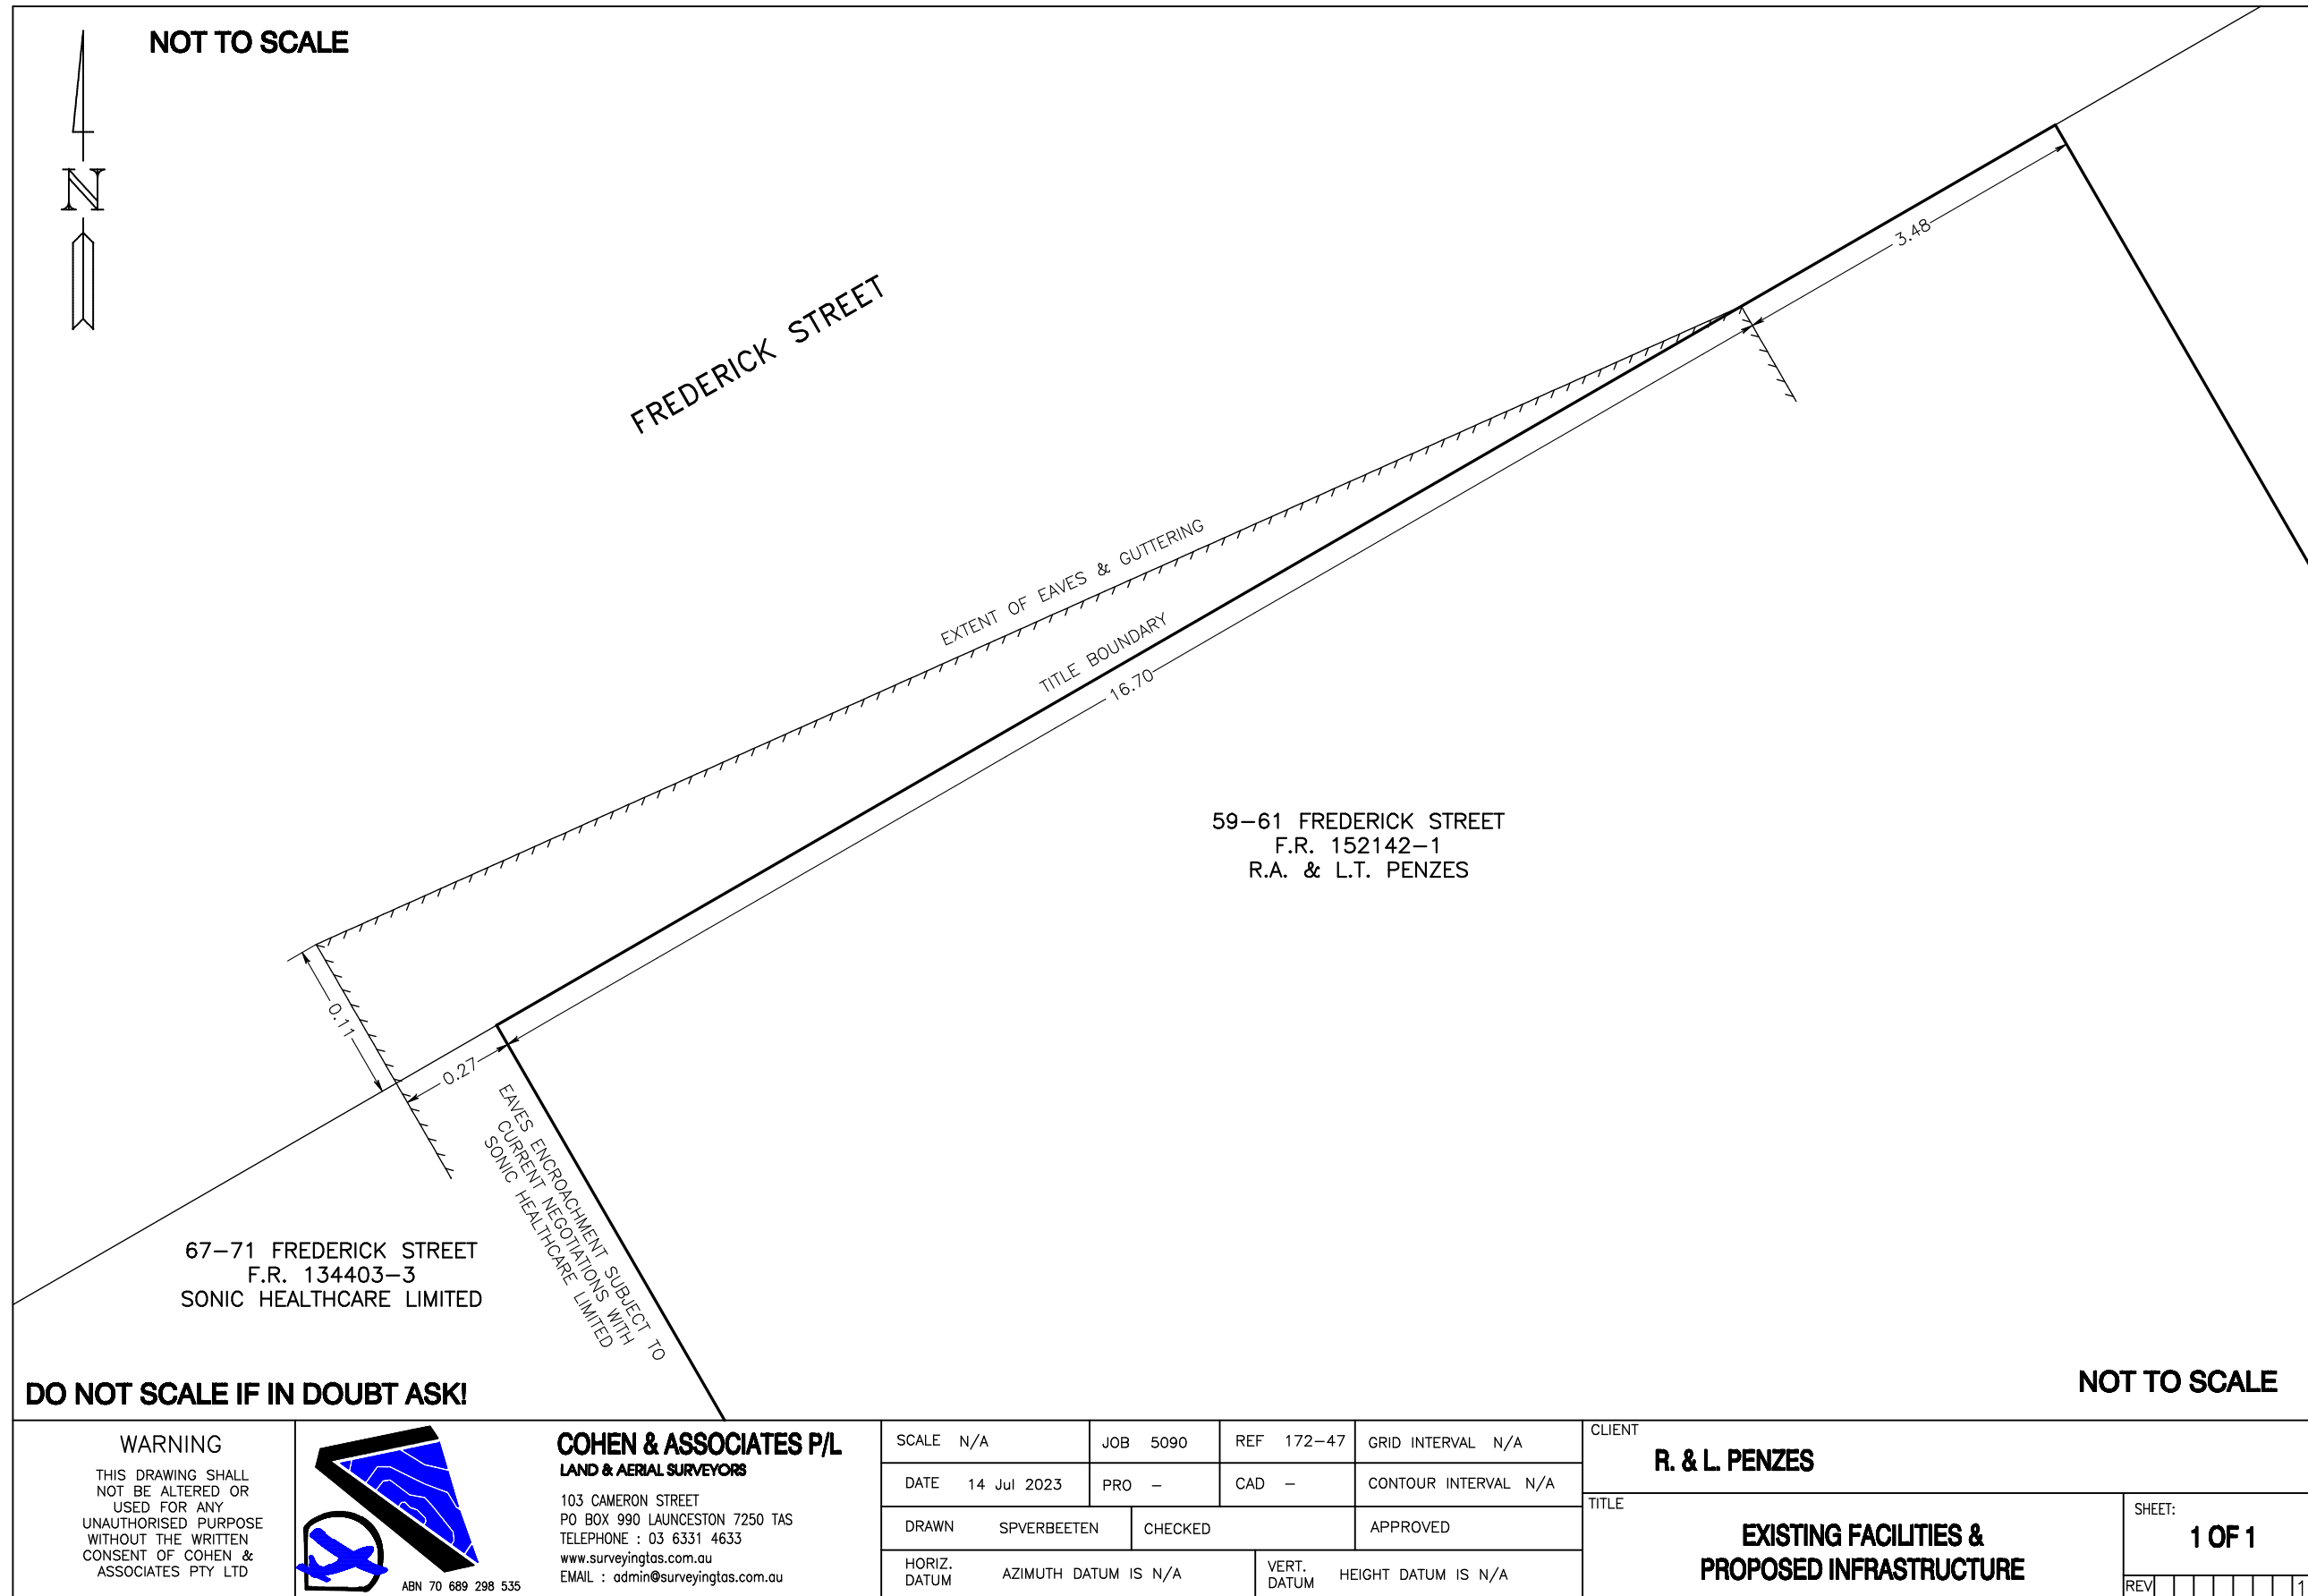 NOT TO SCALE
N
FREDERICK STREET
3.48
EXTENT OF EAVES & GUTTERING
TITLE BOUNDARY
16.70
59-61 FREDERICK STREET
F.R. 152142-1
R.A. & L.T. PENZES
0.11
0.27
EAVES ENCROACHMENT SUBJECT TO
CURRENT NEGOTIATIONS WITH
SONIC HEALTHCARE LIMITED
67-71 FREDERICK STREET
F.R. 134403-3
SONIC HEALTHCARE LIMITED
DO NOT SCALE IF IN DOUBT ASK!
NOT TO SCALE
WARNING
THIS DRAWING SHALL
NOT BE ALTERED OR
USED FOR ANY
UNAUTHORISED PURPOSE
WITHOUT THE WRITTEN
CONSENT OF COHEN &
ASSOCIATES PTY LTD
ABN 70 689 298 535
COHEN & ASSOCIATES P/L
LAND & AERIAL SURVEYORS
103 CAMERON STREET
PO BOX 990 LAUNCESTON 7250 TAS
TELEPHONE : 03 6331 4633
www.surveyingtas.com.au
EMAIL : admin@surveyingtas.com.au
SCALE N/A
JOB 5090
REF 172-47
GRID INTERVAL N/A
DATE 14 Jul 2023
PRO -
CAD -
CONTOUR INTERVAL N/A
DRAWN SPVERBEETEN
CHECKED
APPROVED
HORIZ. DATUM
AZIMUTH DATUM IS N/A
VERT. DATUM
HEIGHT DATUM IS N/A
CLIENT
R. & L. PENZES
TITLE
EXISTING FACILITIES &
PROPOSED INFRASTRUCTURE
SHEET:
1 OF 1
REV 1